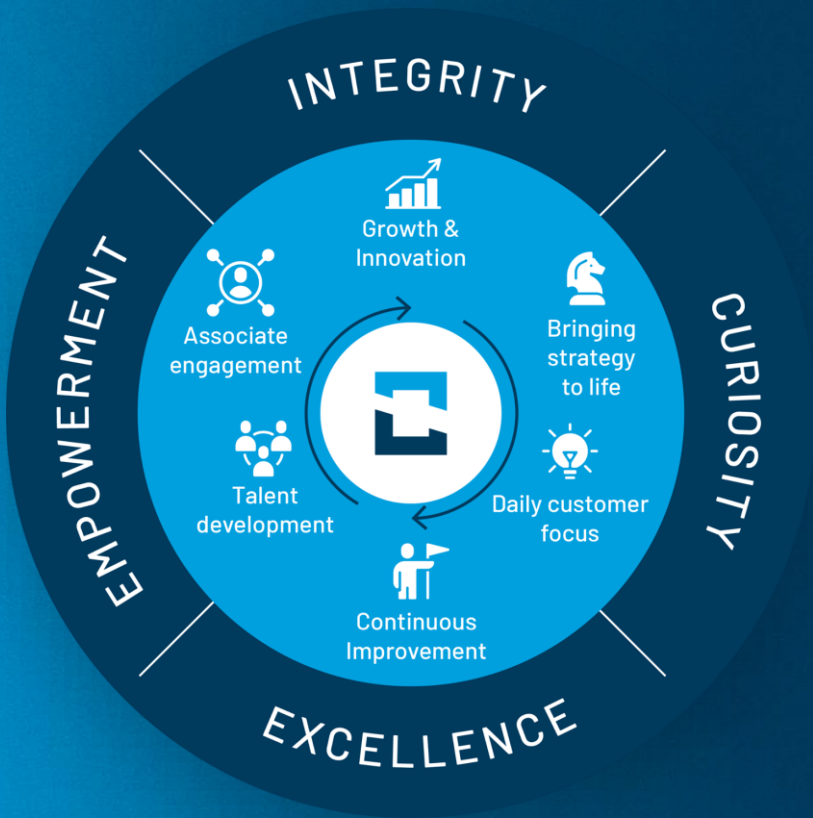 INTEGRITY
Growth &
Innovation
Bringing
strategy
to life
CURIOSITY
Daily customer
focus
Continuous
Improvement
EXCELLENCE
Talent
development
Associate
engagement
EMPOWERMENT